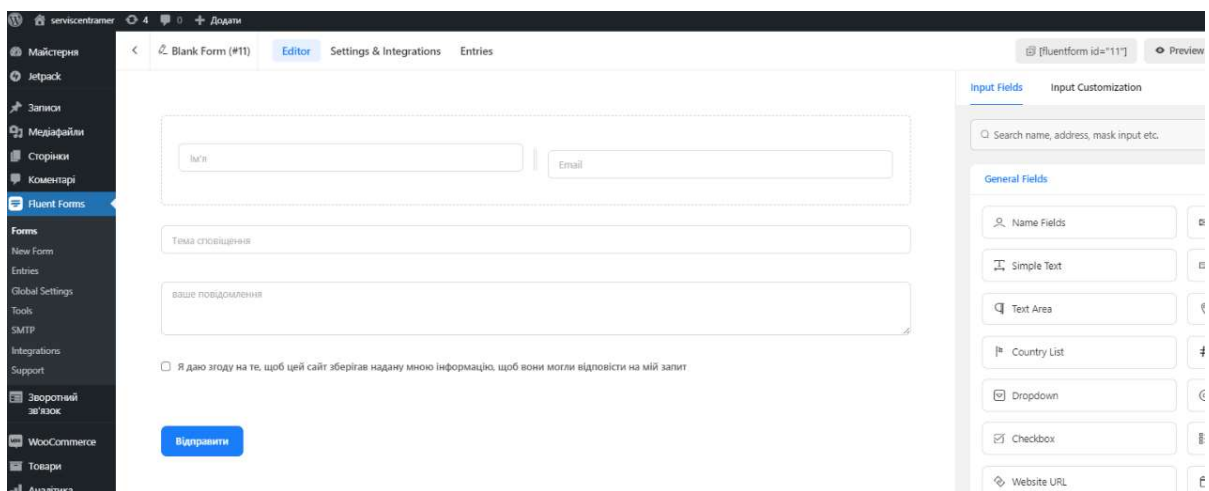 serviscentramer 4 0 + Додати
Майстерня
Jetpack
Записи
Медіафайли
Сторінки
Коментарі
Fluent Forms
Forms
New Form
Entries
Global Settings
Tools
SMTP
Integrations
Support
Зворотний
зв'язок
WooCommerce
Товари
Аналітика
Blank Form (#11) Editor Settings & Integrations Entries [fluentform id="11"] Preview
Ім'я
Email
Тема сповіщення
ваше повідомлення
Я даю згоду на те, щоб цей сайт зберігав надану мною інформацію, щоб вони могли відповісти на мій запит
Відправити
Input Fields Input Customization
Search name, address, mask input etc.
General Fields
Name Fields
Simple Text
Text Area
Country List
Dropdown
Checkbox
Website URL